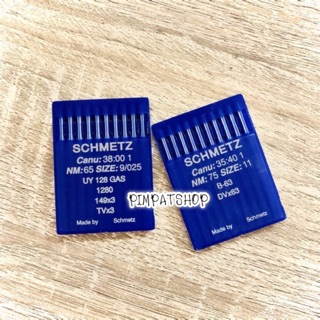 SCHMETZ
Canu: 38:00 1
NM: 65 SIZE: 9/025
UY 128 GAS
1280
149x3
TVx3
Made by Schmetz
SCHMETZ
Canu: 35:40 1
NM: 75 SIZE: 11
B-63
DVx63
Made by Schmetz
PIMPATSHOP